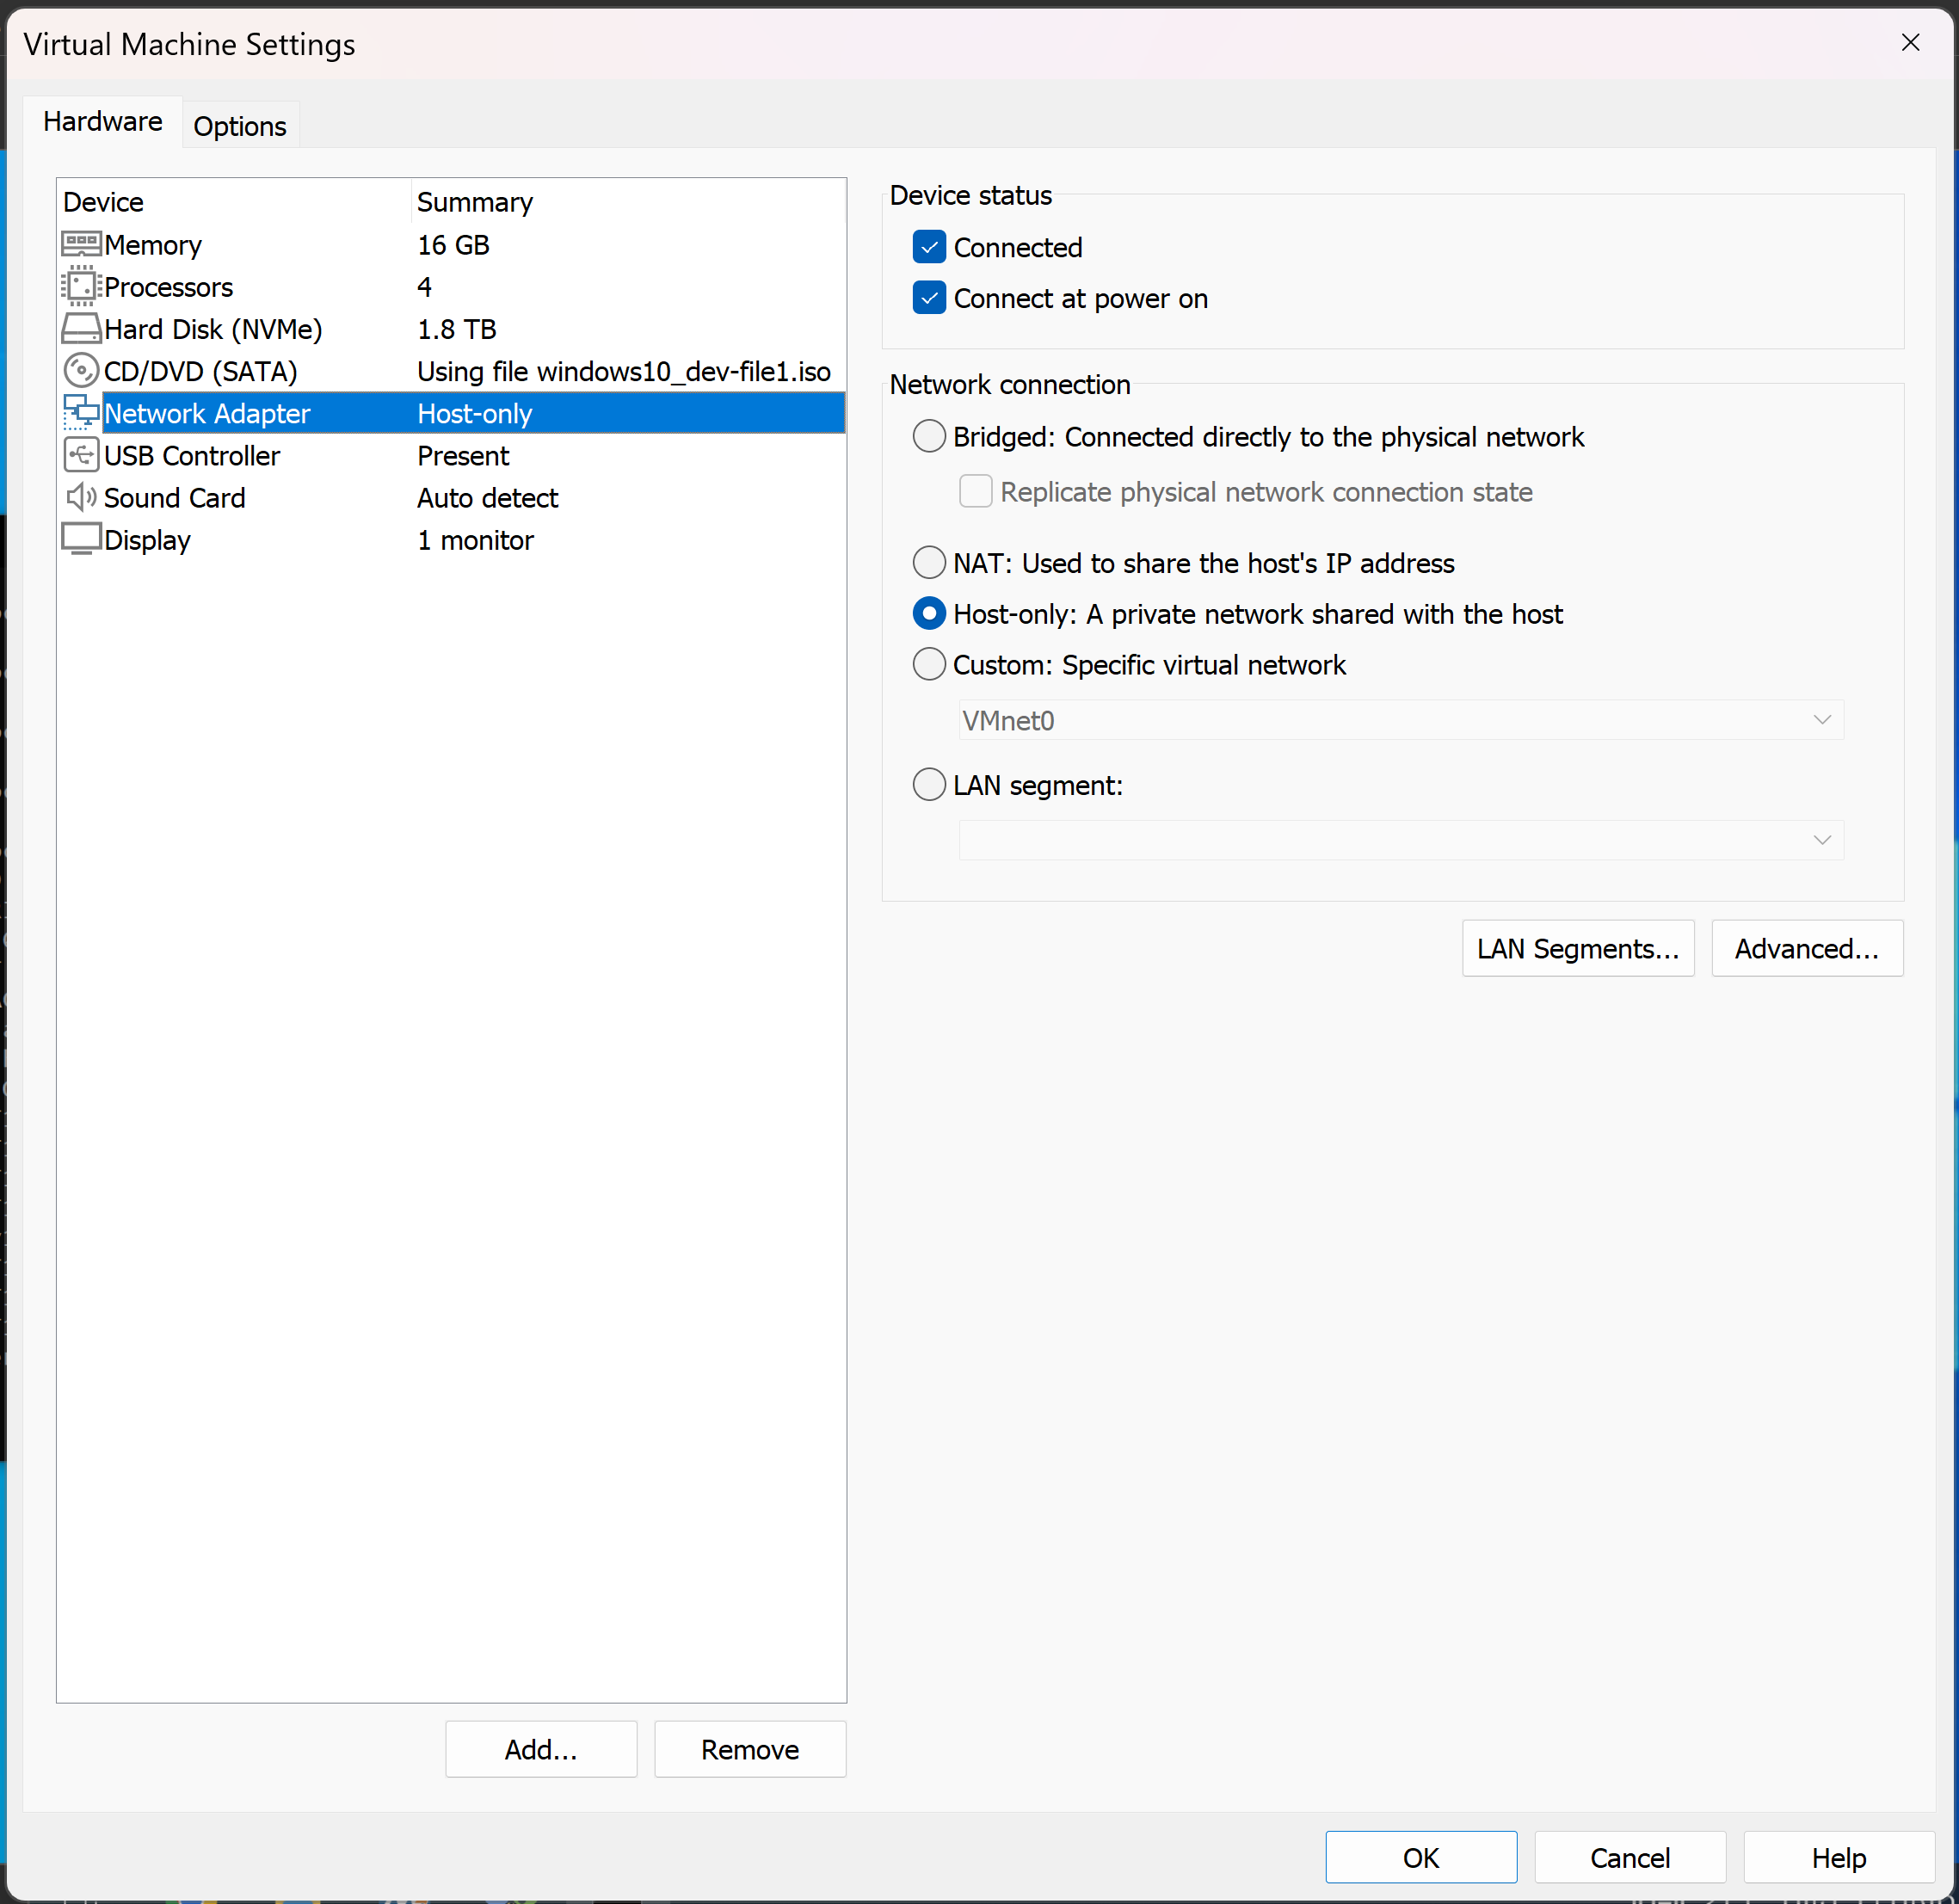 Virtual Machine Settings
Hardware Options
Device Summary
Memory 16 GB
Processors 4
Hard Disk (NVMe) 1.8 TB
CD/DVD (SATA) Using file windows10_dev-file1.iso
Network Adapter Host-only
USB Controller Present
Sound Card Auto detect
Display 1 monitor
Add...
Remove
Device status
Connected
Connect at power on
Network connection
Bridged: Connected directly to the physical network
Replicate physical network connection state
NAT: Used to share the host's IP address
Host-only: A private network shared with the host
Custom: Specific virtual network
VMnet0
LAN segment:
LAN Segments...
Advanced...
OK
Cancel
Help